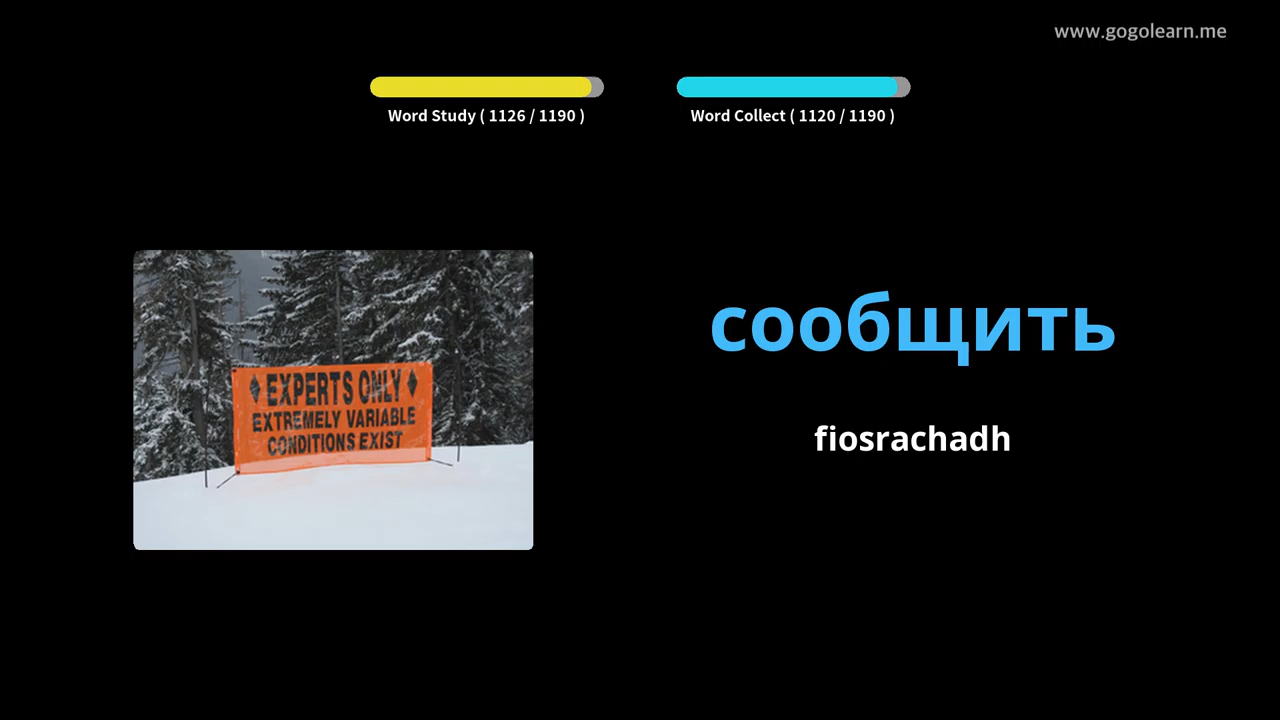 www.gogolearn.me
Word Study ( 1126 / 1190 )
Word Collect ( 1120 / 1190 )
EXPERTS ONLY
EXTREMELY VARIABLE
CONDITIONS EXIST
сообщить
fiosrachadh